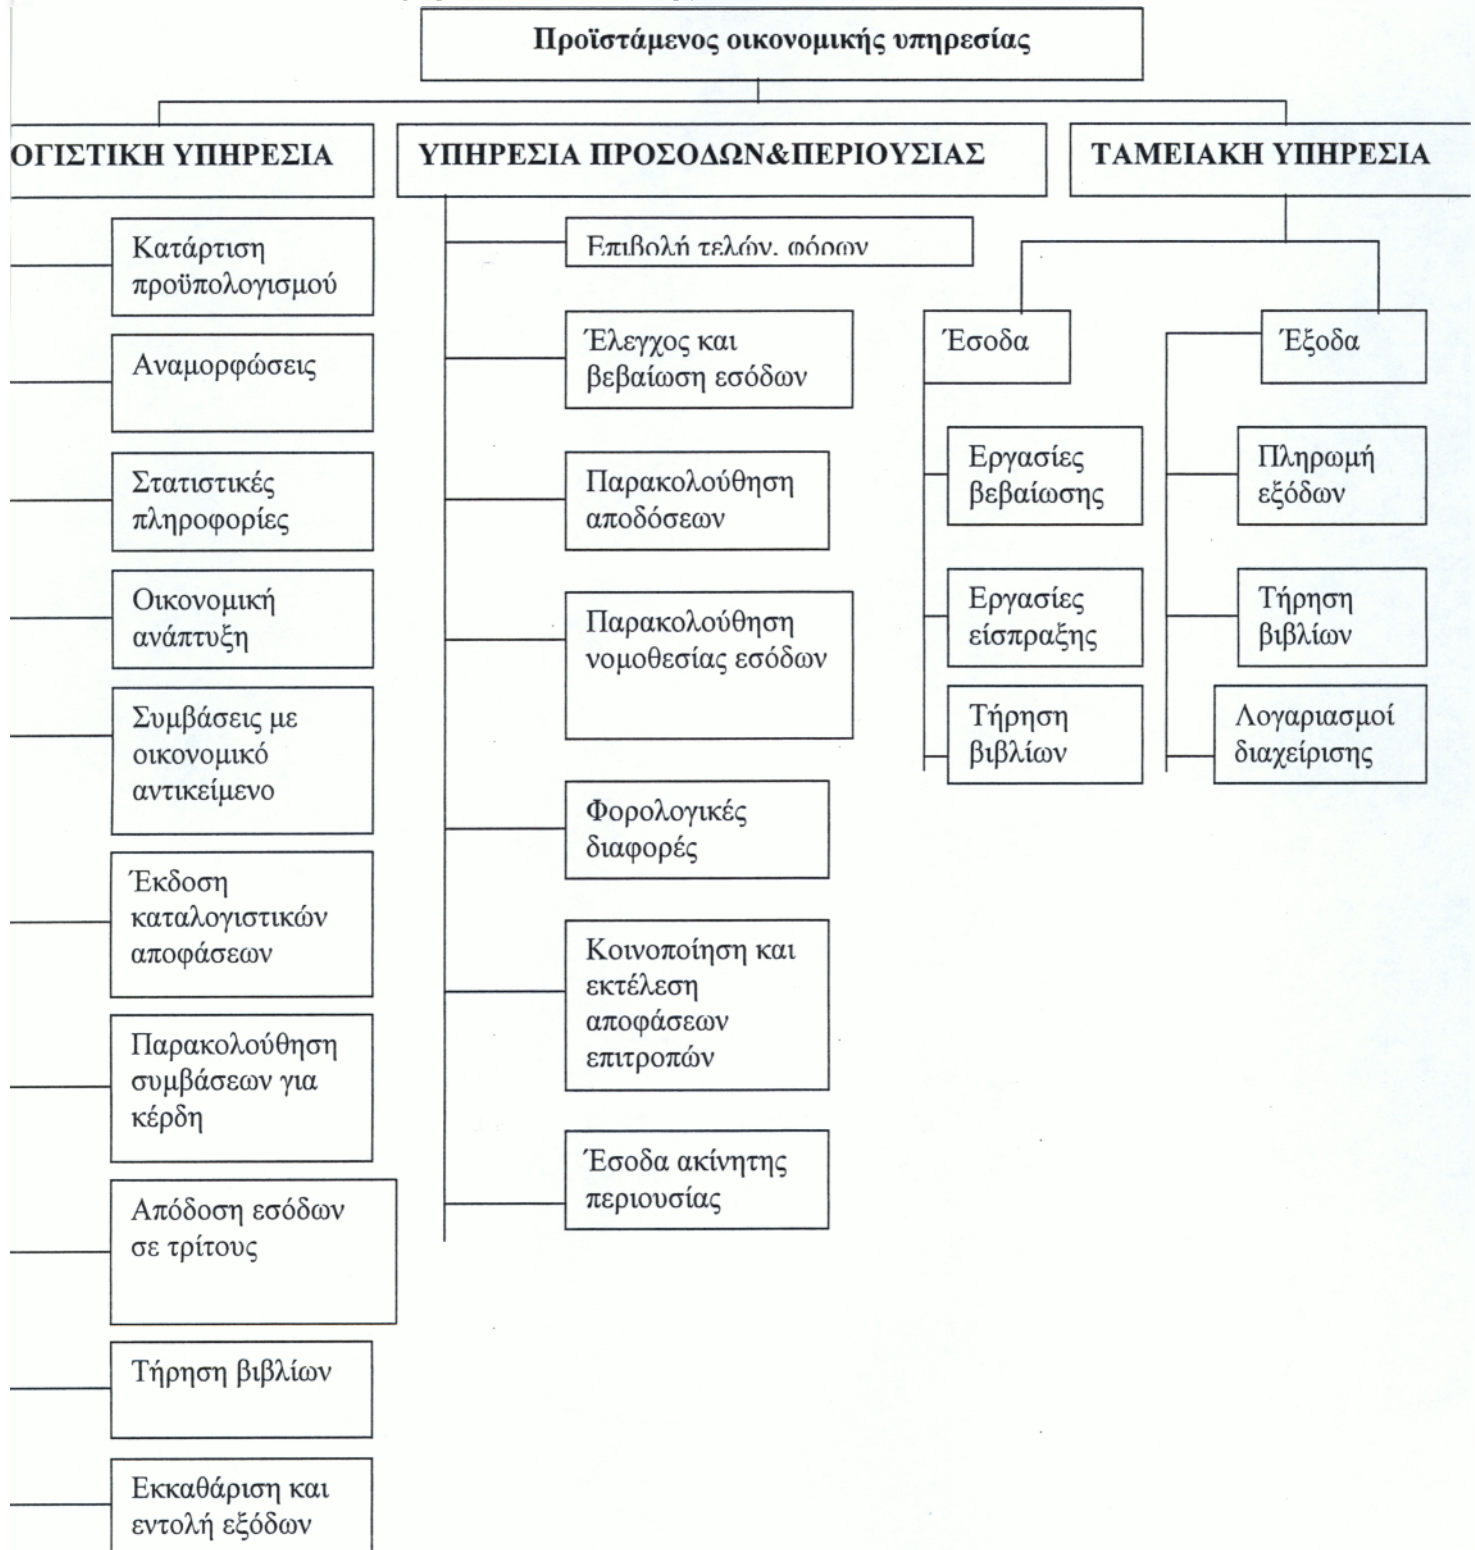 Προϊστάμενος οικονομικής υπηρεσίας
ΟΓΙΣΤΙΚΗ ΥΠΗΡΕΣΙΑ
Κατάρτιση
προϋπολογισμού
Αναμορφώσεις
Στατιστικές
πληροφορίες
Οικονομική
ανάπτυξη
Συμβάσεις με
οικονομικό
αντικείμενο
Έκδοση
καταλογιστικών
αποφάσεων
Παρακολούθηση
συμβάσεων για
κέρδη
Απόδοση εσόδων
σε τρίτους
Τήρηση βιβλίων
Εκκαθάριση και
εντολή εξόδων
ΥΠΗΡΕΣΙΑ ΠΡΟΣΟΔΩΝ&ΠΕΡΙΟΥΣΙΑΣ
Επιβολή τελών, φόρων
Έλεγχος και
βεβαίωση εσόδων
Παρακολούθηση
αποδόσεων
Παρακολούθηση
νομοθεσίας εσόδων
Φορολογικές
διαφορές
Κοινοποίηση και
εκτέλεση
αποφάσεων
επιτροπών
Έσοδα ακίνητης
περιουσίας
ΤΑΜΕΙΑΚΗ ΥΠΗΡΕΣΙΑ
Έσοδα
Εργασίες
βεβαίωσης
Εργασίες
είσπραξης
Τήρηση
βιβλίων
Έξοδα
Πληρωμή
εξόδων
Τήρηση
βιβλίων
Λογαριασμοί
διαχείρισης